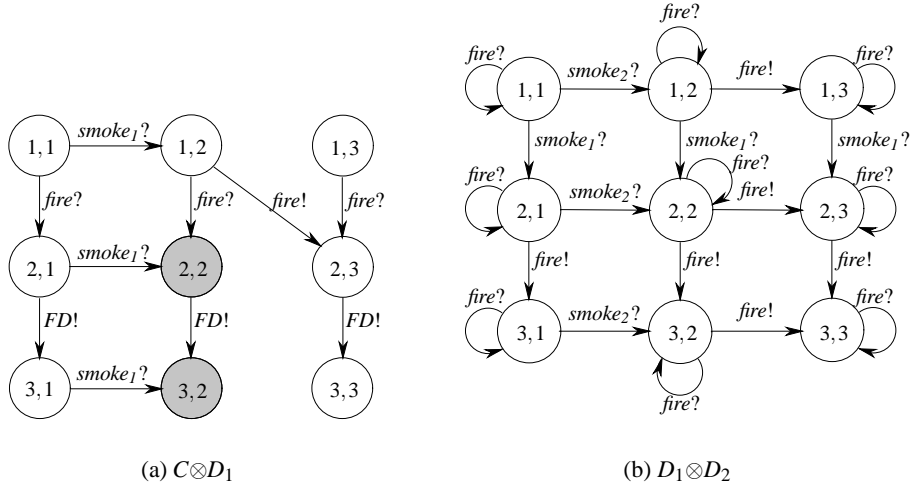 fire?
fire? smoke₂? fire! fire?
1,1 1,2 1,3
smoke₁? smoke₁? smoke₁?
fire?
fire? smoke₂? fire! fire?
2,1 2,2 2,3
fire! fire! fire!
fire? smoke₂? fire! fire?
3,1 3,2 3,3
fire?
1,1 smoke₁? 1,2 1,3
fire? fire? fire! fire?
2,1 smoke₁? 2,2 2,3
FD! FD! FD!
3,1 smoke₁? 3,2 3,3
(a) C⊗D₁
(b) D₁⊗D₂